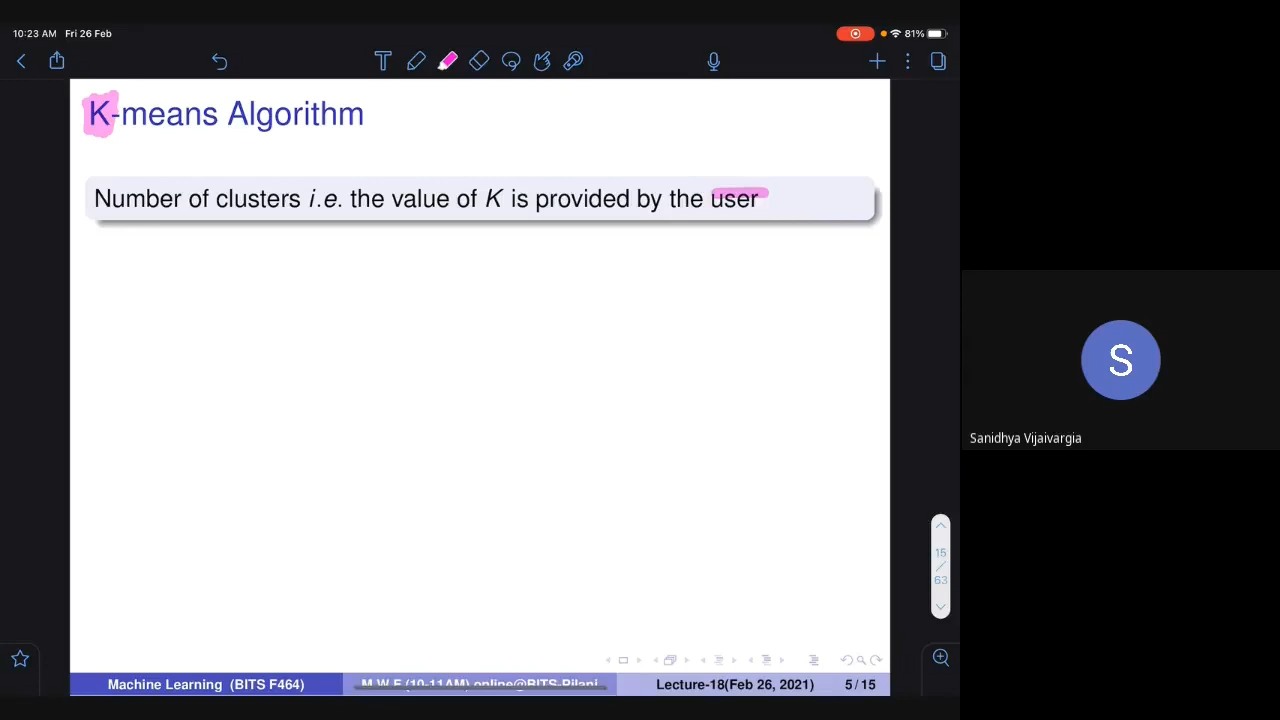 10:23 AM Fri 26 Feb
81%
T
K-means Algorithm
Number of clusters i.e. the value of K is provided by the user
S
Sanidhya Vijaivargia
15
/
63
Machine Learning (BITS F464)
M W F (10-11AM) online@BITS-Pilani
Lecture-18(Feb 26, 2021)
5 / 15